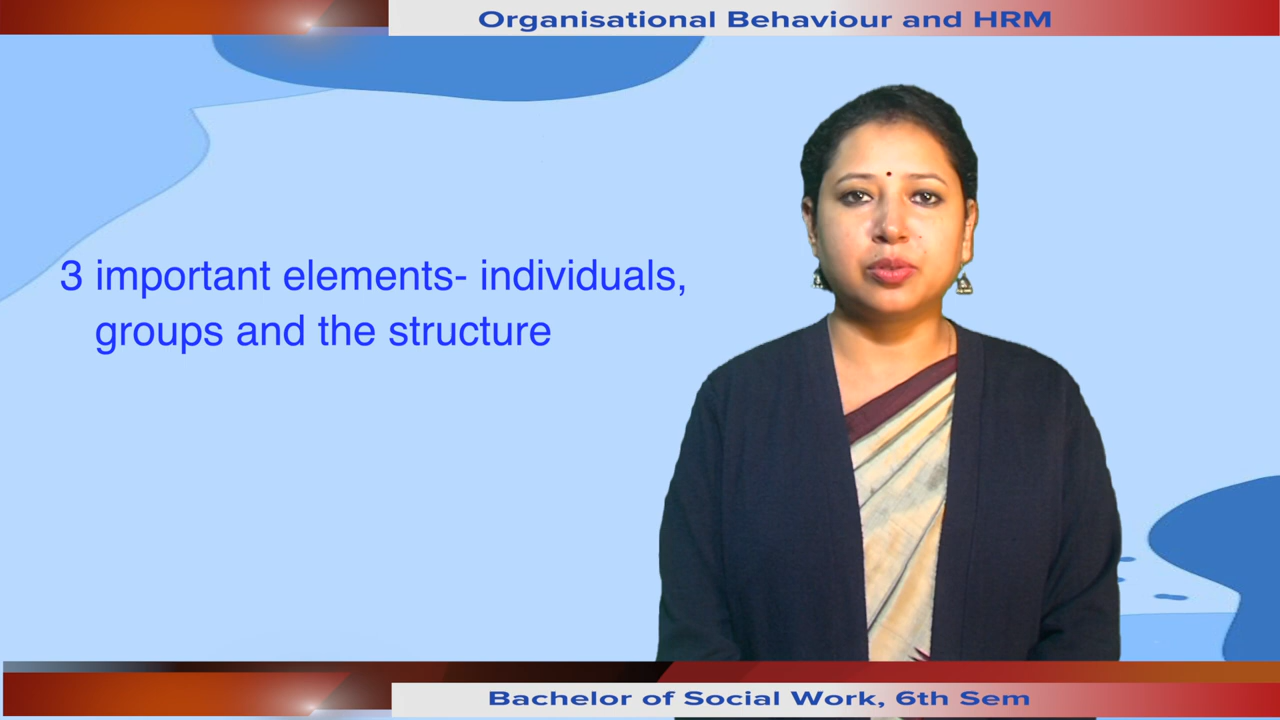 Organisational Behaviour and HRM
3 important elements- individuals,
groups and the structure
Bachelor of Social Work, 6th Sem